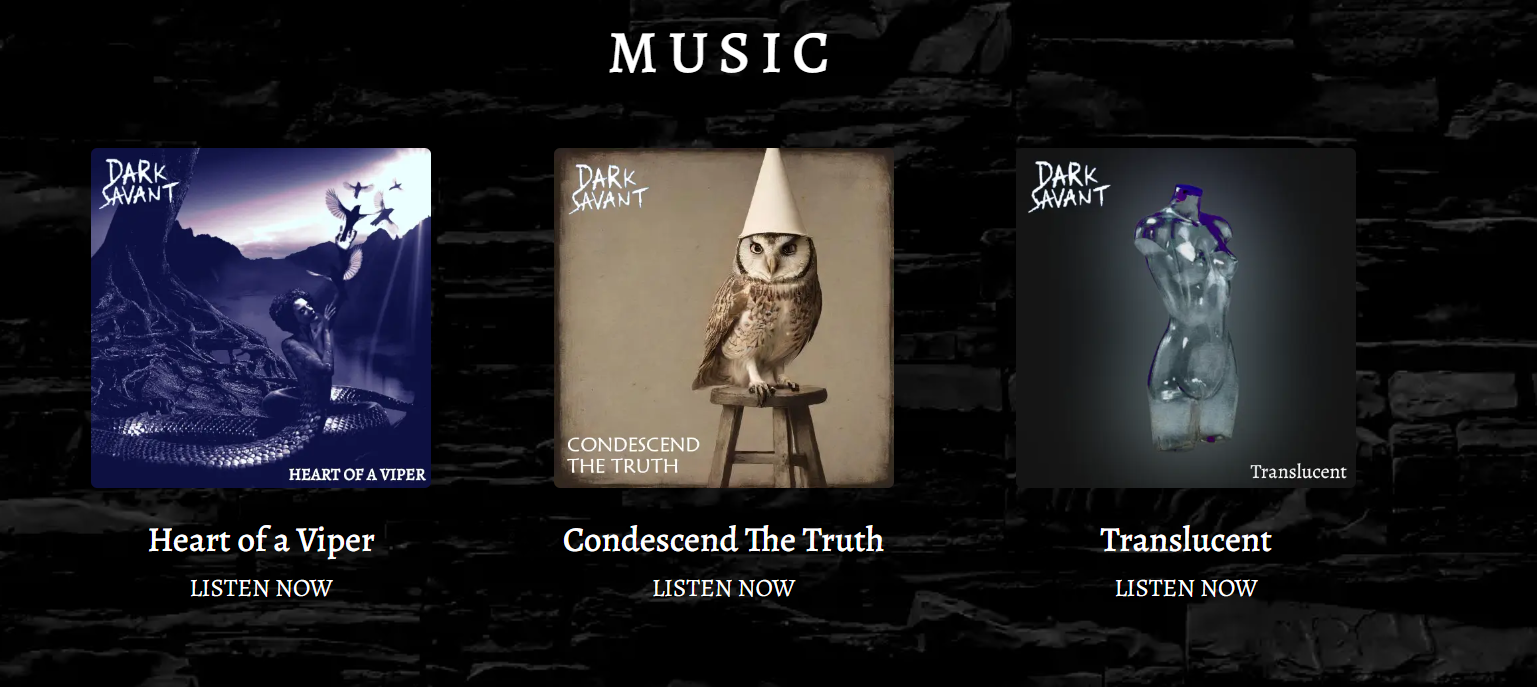 MUSIC
DARK
SAVANT
HEART OF A VIPER
DARK
SAVANT
CONDESCEND
THE TRUTH
DARK
SAVANT
Translucent
Heart of a Viper
Condescend The Truth
Translucent
LISTEN NOW
LISTEN NOW
LISTEN NOW